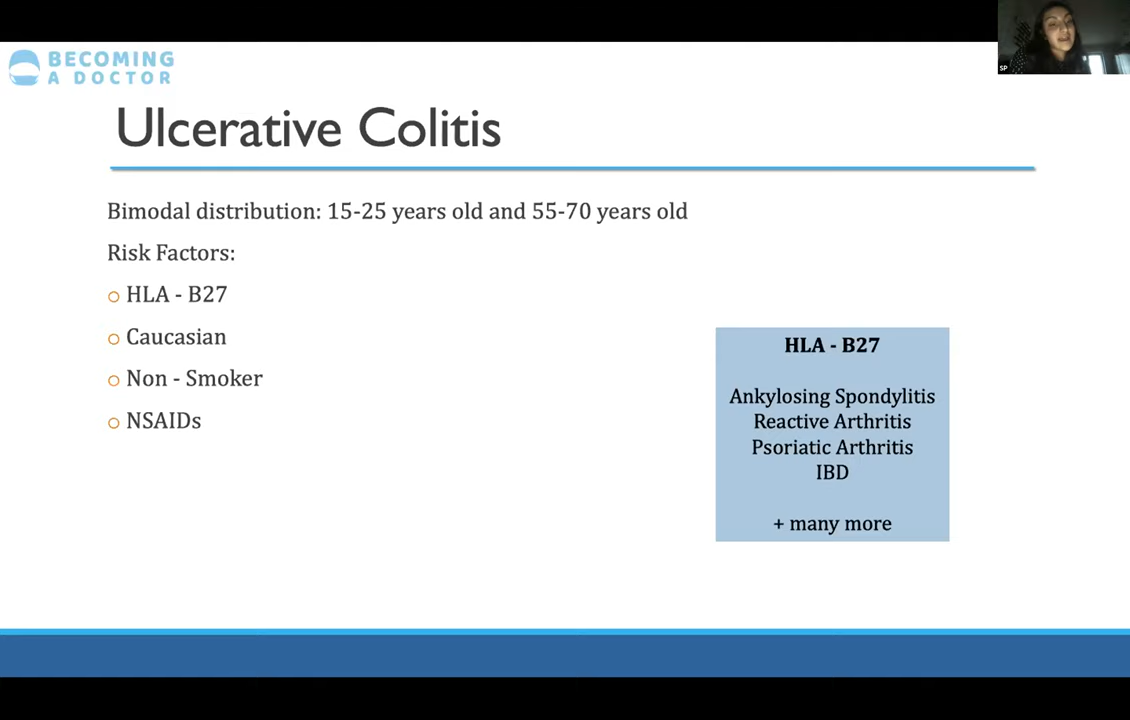 BECOMING
A DOCTOR
SP
Ulcerative Colitis
Bimodal distribution: 15-25 years old and 55-70 years old
Risk Factors:
HLA - B27
Caucasian
Non - Smoker
NSAIDs
HLA - B27
Ankylosing Spondylitis
Reactive Arthritis
Psoriatic Arthritis
IBD
+ many more